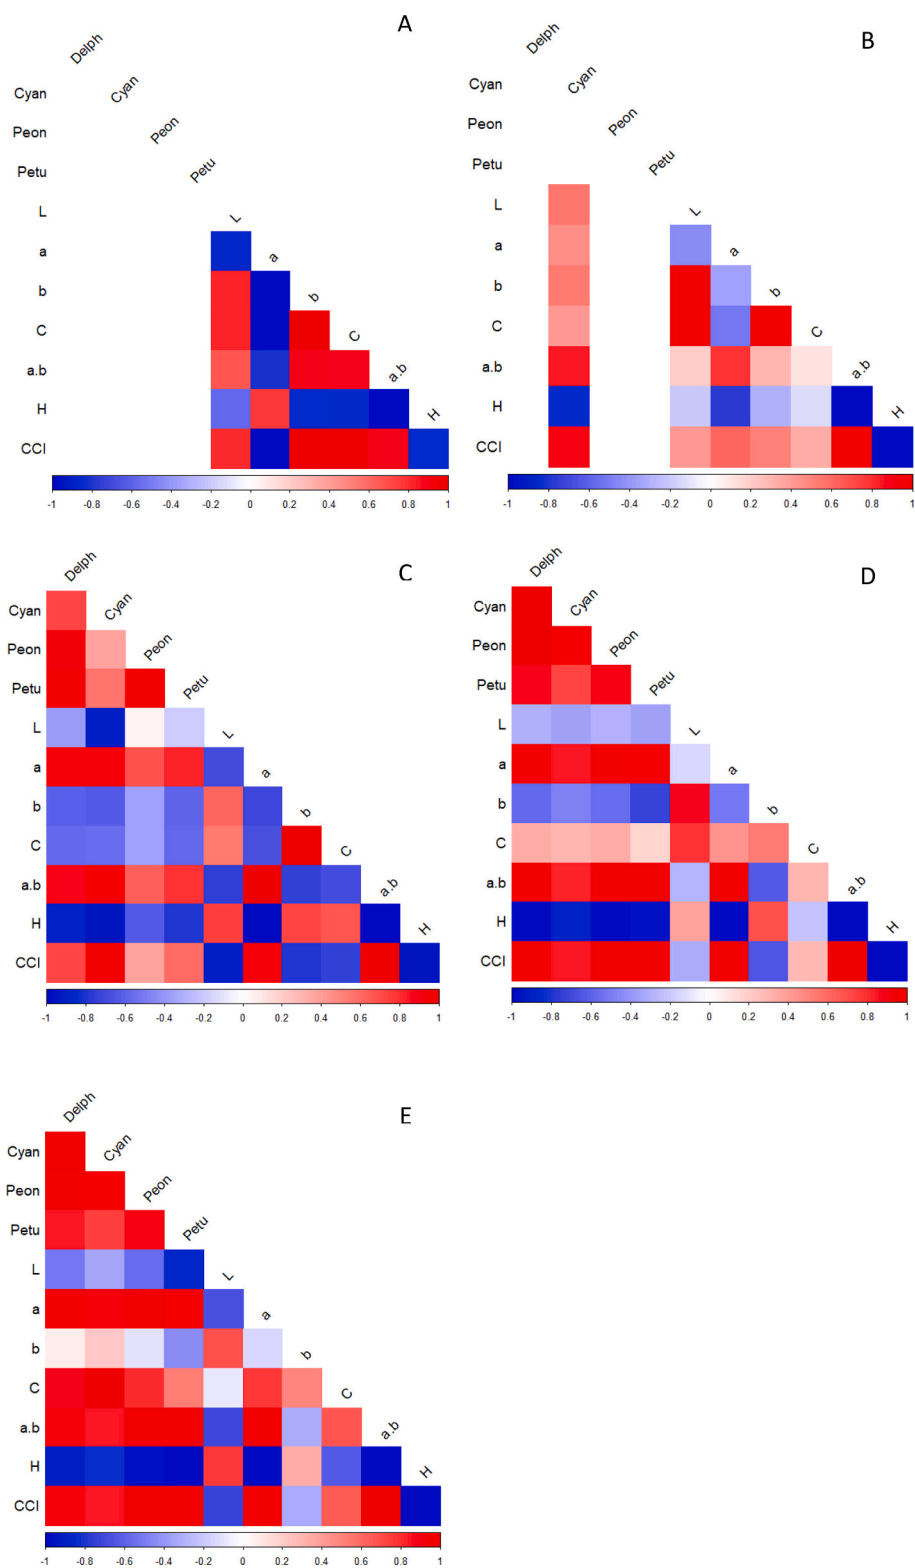 A
Delph
Cyan
Cyan
Peon
Peon
Petu
Petu
L
L
a
a
b
b
C
C
a.b
a.b
H
H
CCI
-1 -0.8 -0.6 -0.4 -0.2 0 0.2 0.4 0.6 0.8 1
B
Delph
Cyan
Cyan
Peon
Peon
Petu
Petu
L
L
a
a
b
b
C
C
a.b
a.b
H
H
CCI
-1 -0.8 -0.6 -0.4 -0.2 0 0.2 0.4 0.6 0.8 1
C
Delph
Cyan
Cyan
Peon
Peon
Petu
Petu
L
L
a
a
b
b
C
C
a.b
a.b
H
H
CCI
-1 -0.8 -0.6 -0.4 -0.2 0 0.2 0.4 0.6 0.8 1
D
Delph
Cyan
Cyan
Peon
Peon
Petu
Petu
L
L
a
a
b
b
C
C
a.b
a.b
H
H
CCI
-1 -0.8 -0.6 -0.4 -0.2 0 0.2 0.4 0.6 0.8 1
E
Delph
Cyan
Cyan
Peon
Peon
Petu
Petu
L
L
a
a
b
b
C
C
a.b
a.b
H
H
CCI
-1 -0.8 -0.6 -0.4 -0.2 0 0.2 0.4 0.6 0.8 1